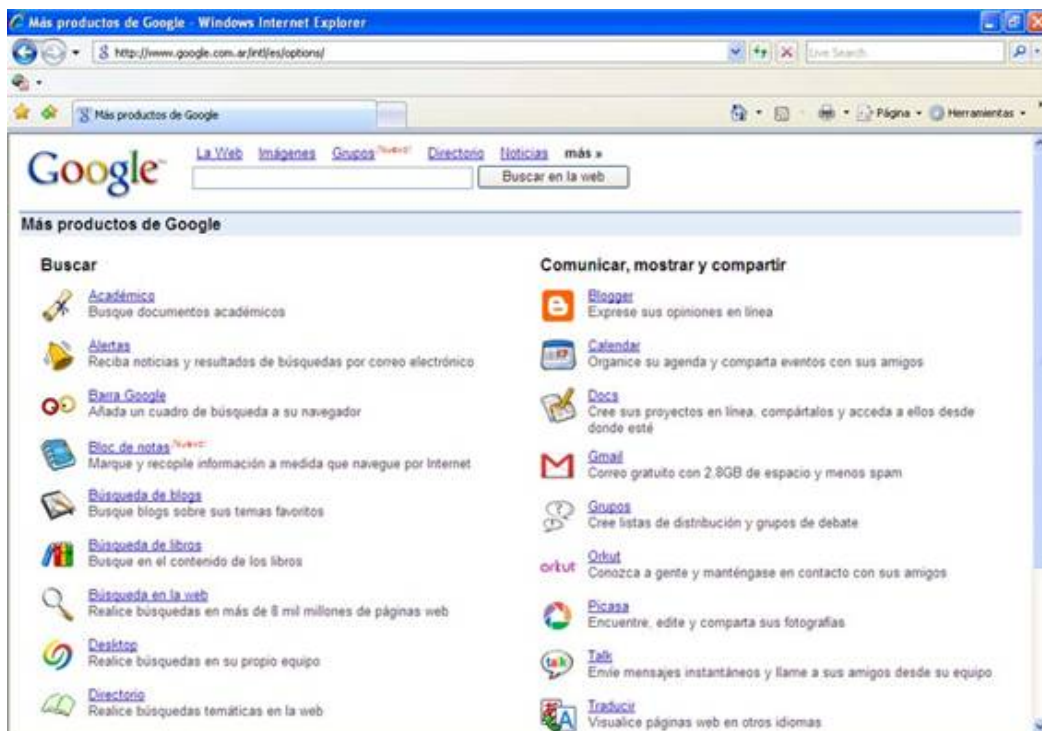 Más productos de Google - Windows Internet Explorer
http://www.google.com.ar/intl/es/options/
Live Search
Más productos de Google
Página
Herramientas
Google
La Web Imágenes Grupos ¡Nuevo! Directorio Noticias más »
Buscar en la web
Más productos de Google
Buscar
Académico
Busque documentos académicos
Alertas
Reciba noticias y resultados de búsquedas por correo electrónico
Barra Google
Añada un cuadro de búsqueda a su navegador
Bloc de notas ¡Nuevo!
Marque y recopile información a medida que navegue por Internet
Búsqueda de blogs
Busque blogs sobre sus temas favoritos
Búsqueda de libros
Busque en el contenido de los libros
Búsqueda en la web
Realice búsquedas en más de 8 mil millones de páginas web
Desktop
Realice búsquedas en su propio equipo
Directorio
Realice búsquedas temáticas en la web
Comunicar, mostrar y compartir
Blogger
Exprese sus opiniones en línea
Calendar
Organice su agenda y comparta eventos con sus amigos
Docs
Cree sus proyectos en línea, compártalos y acceda a ellos desde
donde esté
Gmail
Correo gratuito con 2.8GB de espacio y menos spam
Grupos
Cree listas de distribución y grupos de debate
orkut
Orkut
Conozca a gente y manténgase en contacto con sus amigos
Picasa
Encuentre, edite y comparta sus fotografías
talk
Talk
Envíe mensajes instantáneos y llame a sus amigos desde su equipo
Traducir
Visualice páginas web en otros idiomas